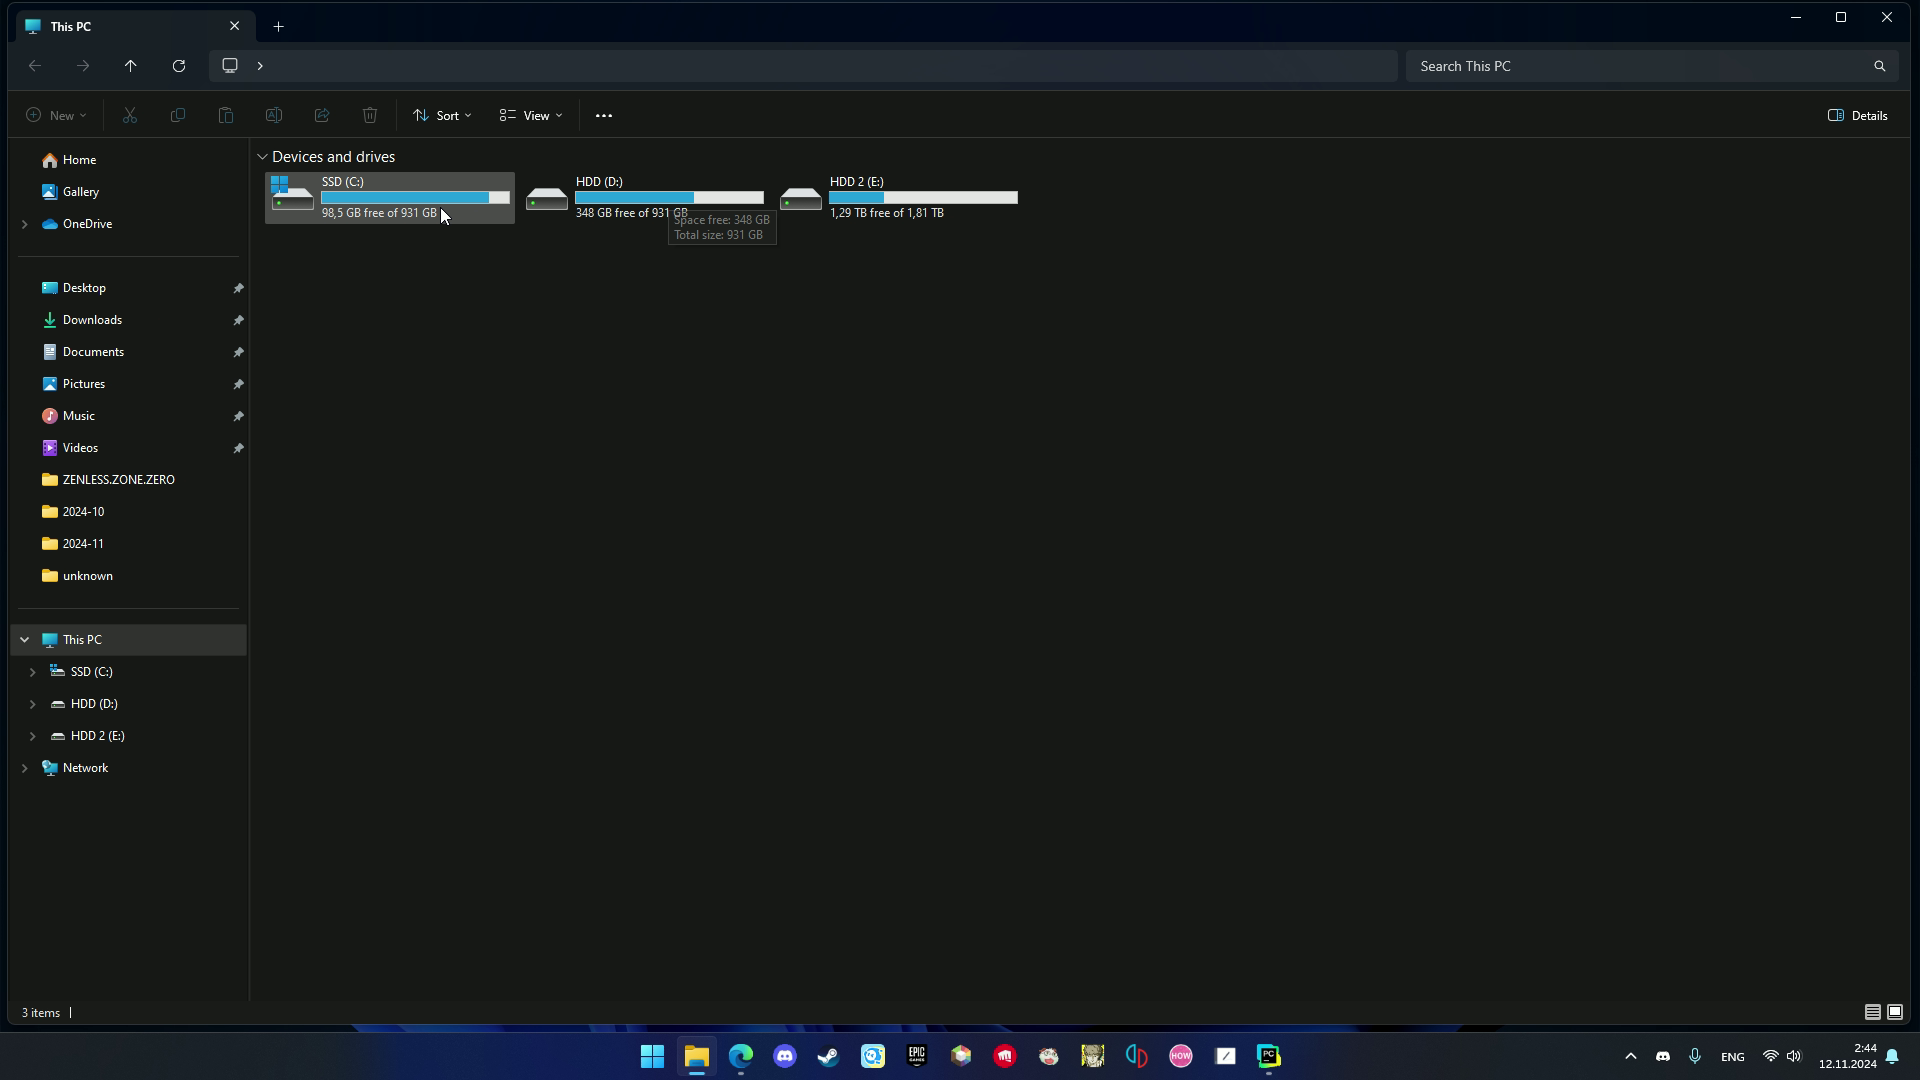 This PC
Search This PC
New
Sort
View
Details
Home
Gallery
OneDrive
Desktop
Downloads
Documents
Pictures
Music
Videos
ZENLESS.ZONE.ZERO
2024-10
2024-11
unknown
This PC
SSD (C:)
HDD (D:)
HDD 2 (E:)
Network
Devices and drives
SSD (C:)
98,5 GB free of 931 GB
HDD (D:)
348 GB free of 931 GB
HDD 2 (E:)
1,29 TB free of 1,81 TB
Space free: 348 GB
Total size: 931 GB
3 items
EPIC
GAMES
HOW
PC
ENG
2:44
12.11.2024